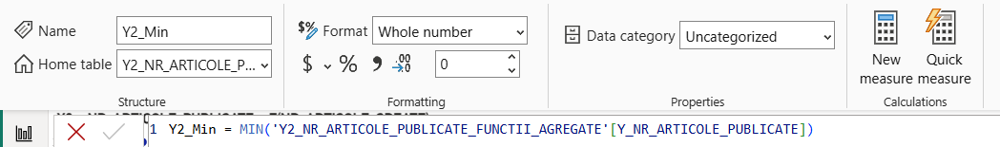 Name Y2_Min
Home table Y2_NR_ARTICOLE_P...
Structure
$% Format Whole number
$ % 9 .00 0
Formatting
Data category Uncategorized
Properties
New measure
Quick measure
Calculations
1 Y2_Min = MIN('Y2_NR_ARTICOLE_PUBLICATE_FUNCTII_AGREGATE'[Y_NR_ARTICOLE_PUBLICATE])